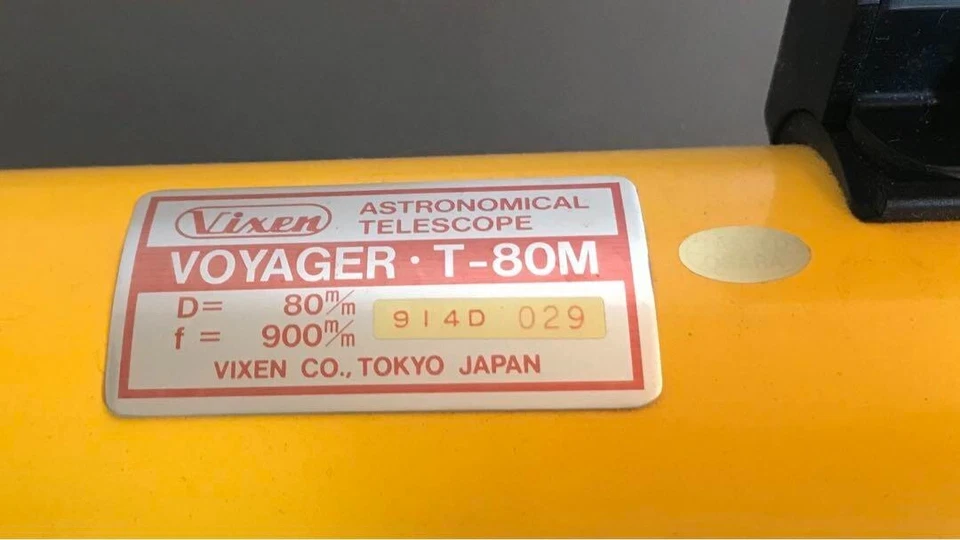 Vixen ASTRONOMICAL
TELESCOPE
VOYAGER · T-80M
D= 80m/m
f = 900m/m
914D 029
VIXEN CO., TOKYO JAPAN